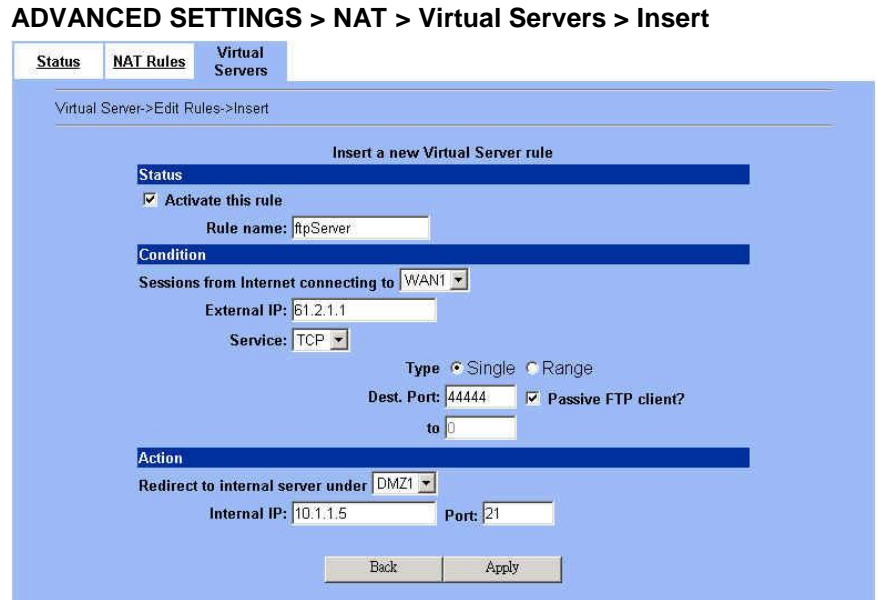 ADVANCED SETTINGS > NAT > Virtual Servers > Insert
Status NAT Rules Virtual Servers
Virtual Server->Edit Rules->Insert
Insert a new Virtual Server rule
Status
Activate this rule
Rule name: ftpServer
Condition
Sessions from Internet connecting to WAN1
External IP: 61.2.1.1
Service: TCP
Type Single Range
Dest. Port: 44444 Passive FTP client?
to 0
Action
Redirect to internal server under DMZ1
Internal IP: 10.1.1.5 Port: 21
Back Apply